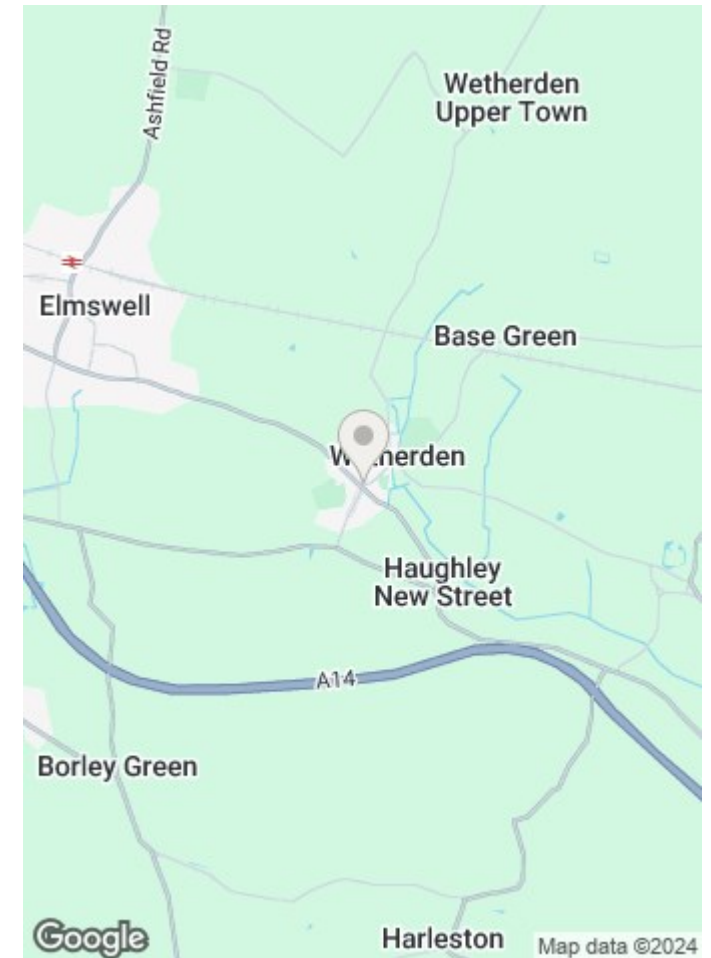 Ashfield Rd
Wetherden
Upper Town
Elmswell
Base Green
Wetherden
Haughley
New Street
A14
Borley Green
Harleston
Google
Map data ©2024